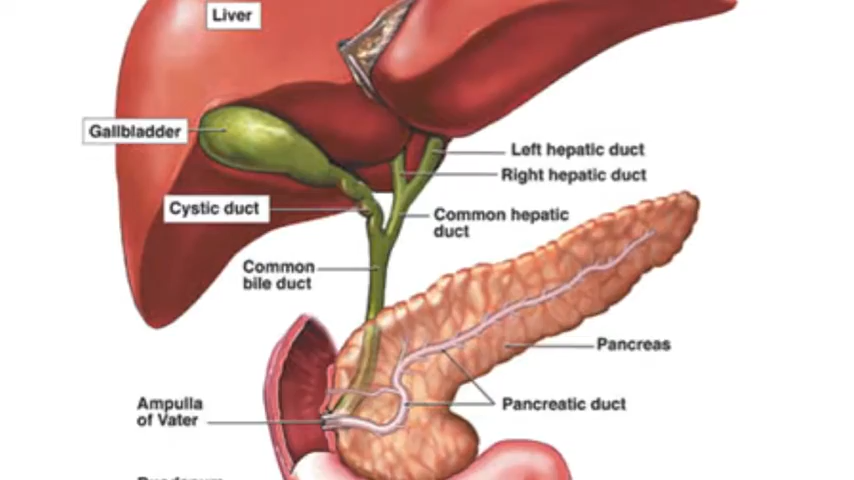 Liver
Gallbladder
Left hepatic duct
Right hepatic duct
Cystic duct
Common hepatic
duct
Common
bile duct
Pancreas
Ampulla
of Vater
Pancreatic duct